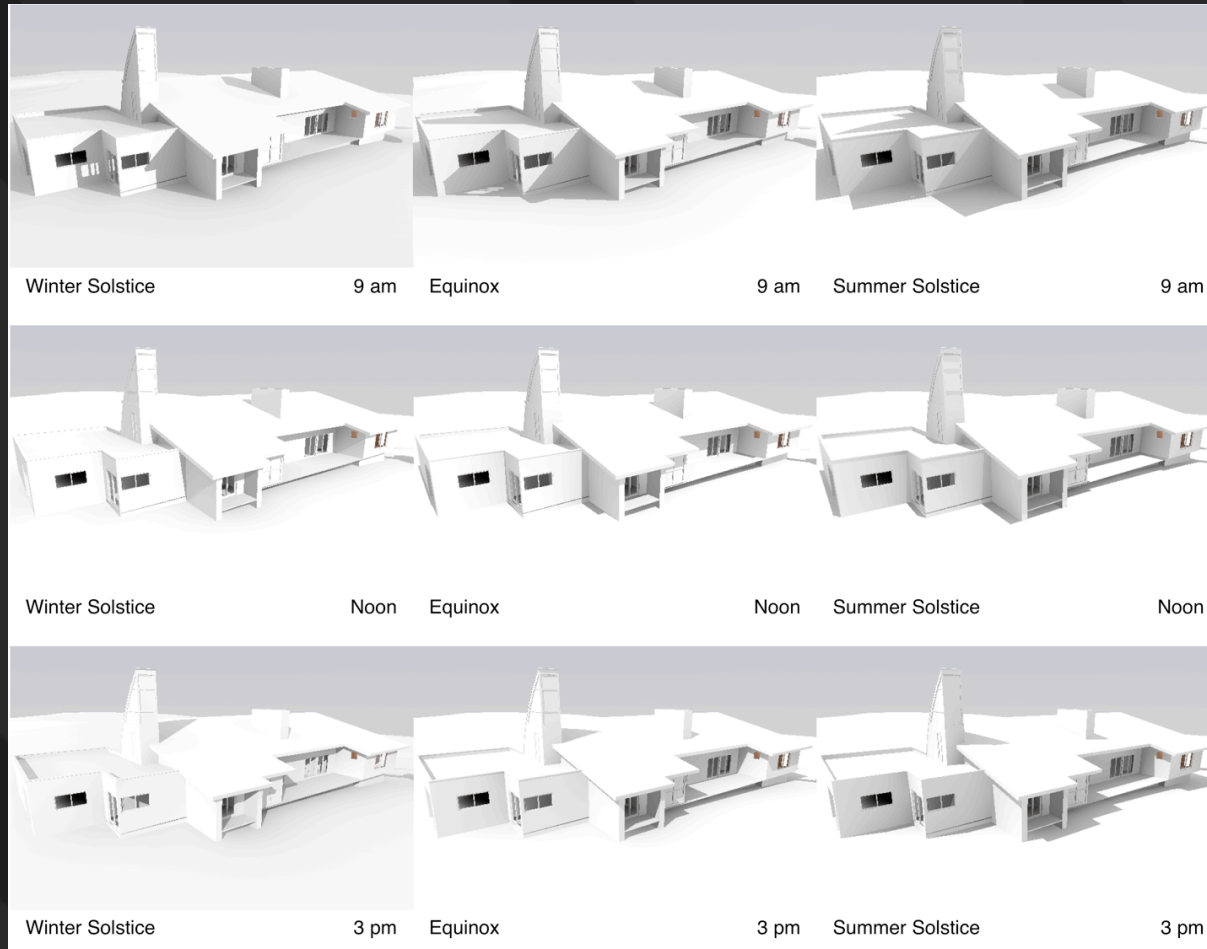 Winter Solstice 9 am Equinox 9 am Summer Solstice 9 am
Winter Solstice Noon Equinox Noon Summer Solstice Noon
Winter Solstice 3 pm Equinox 3 pm Summer Solstice 3 pm